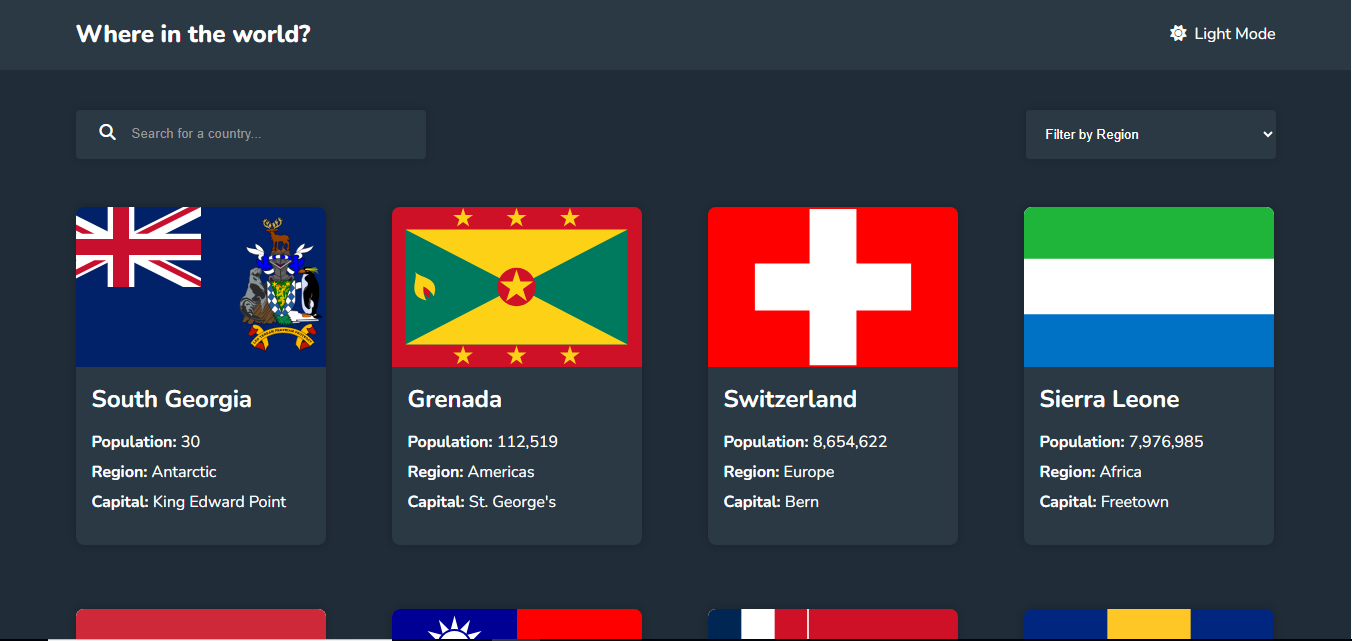 Where in the world?
Light Mode
Search for a country...
Filter by Region
South Georgia
Population: 30
Region: Antarctic
Capital: King Edward Point
Grenada
Population: 112,519
Region: Americas
Capital: St. George's
Switzerland
Population: 8,654,622
Region: Europe
Capital: Bern
Sierra Leone
Population: 7,976,985
Region: Africa
Capital: Freetown